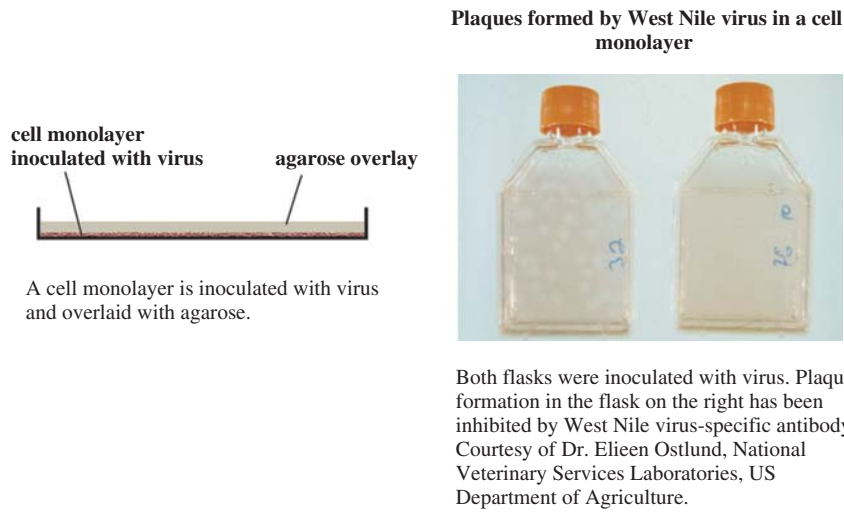 Plaques formed by West Nile virus in a cell
monolayer
cell monolayer
inoculated with virus
agarose overlay
A cell monolayer is inoculated with virus
and overlaid with agarose.
32
Both flasks were inoculated with virus. Plaqu
formation in the flask on the right has been
inhibited by West Nile virus-specific antibody
Courtesy of Dr. Elieen Ostlund, National
Veterinary Services Laboratories, US
Department of Agriculture.